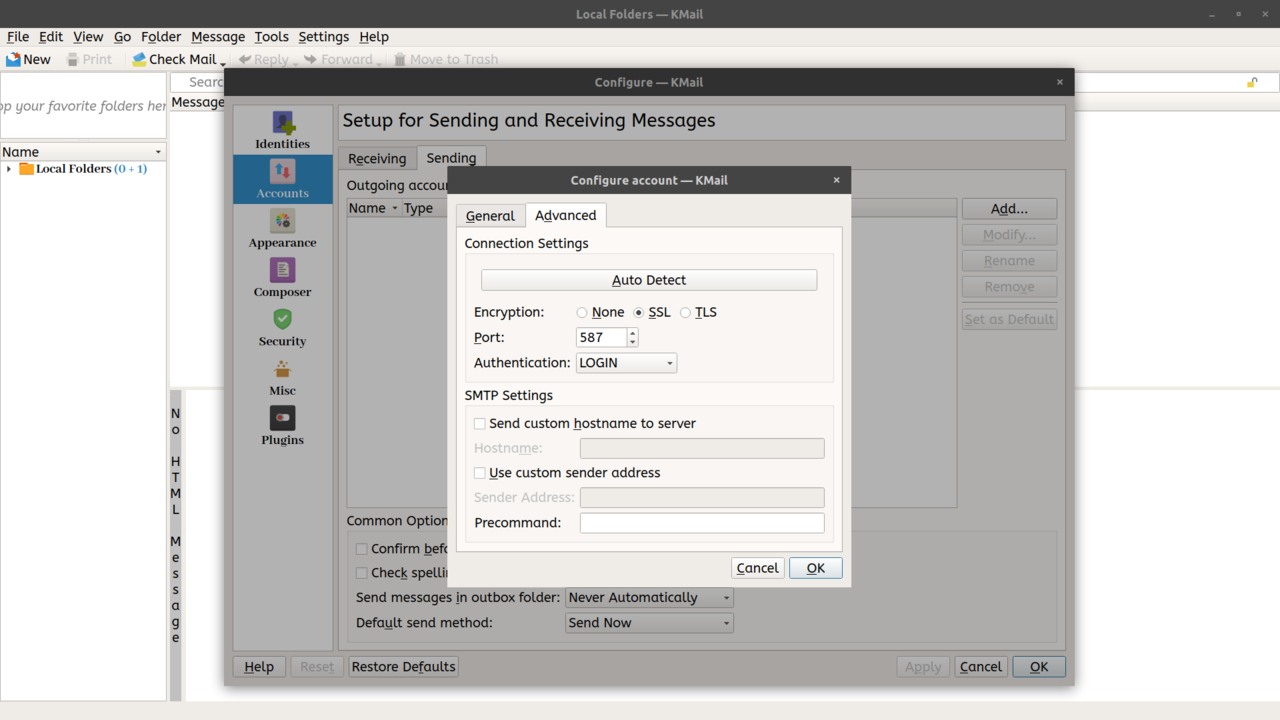 Local Folders — KMail
File Edit View Go Folder Message Tools Settings Help
New Print Check Mail Reply Forward Move to Trash
Searc
Configure — KMail
op your favorite folders her
Message
Name
Local Folders (0 + 1)
Identities
Accounts
Appearance
Composer
Security
Misc
Plugins
Setup for Sending and Receiving Messages
Receiving Sending
Outgoing accou
Name Type
Add...
Modify...
Rename
Remove
Set as Default
Configure account — KMail
General Advanced
Connection Settings
Auto Detect
Encryption: None SSL TLS
Port: 587
Authentication: LOGIN
SMTP Settings
Send custom hostname to server
Hostname:
Use custom sender address
Sender Address:
Precommand:
Cancel OK
Common Option
Confirm befo
Check spellin
Send messages in outbox folder: Never Automatically
Default send method: Send Now
Help Reset Restore Defaults Apply Cancel OK
No HTML Message